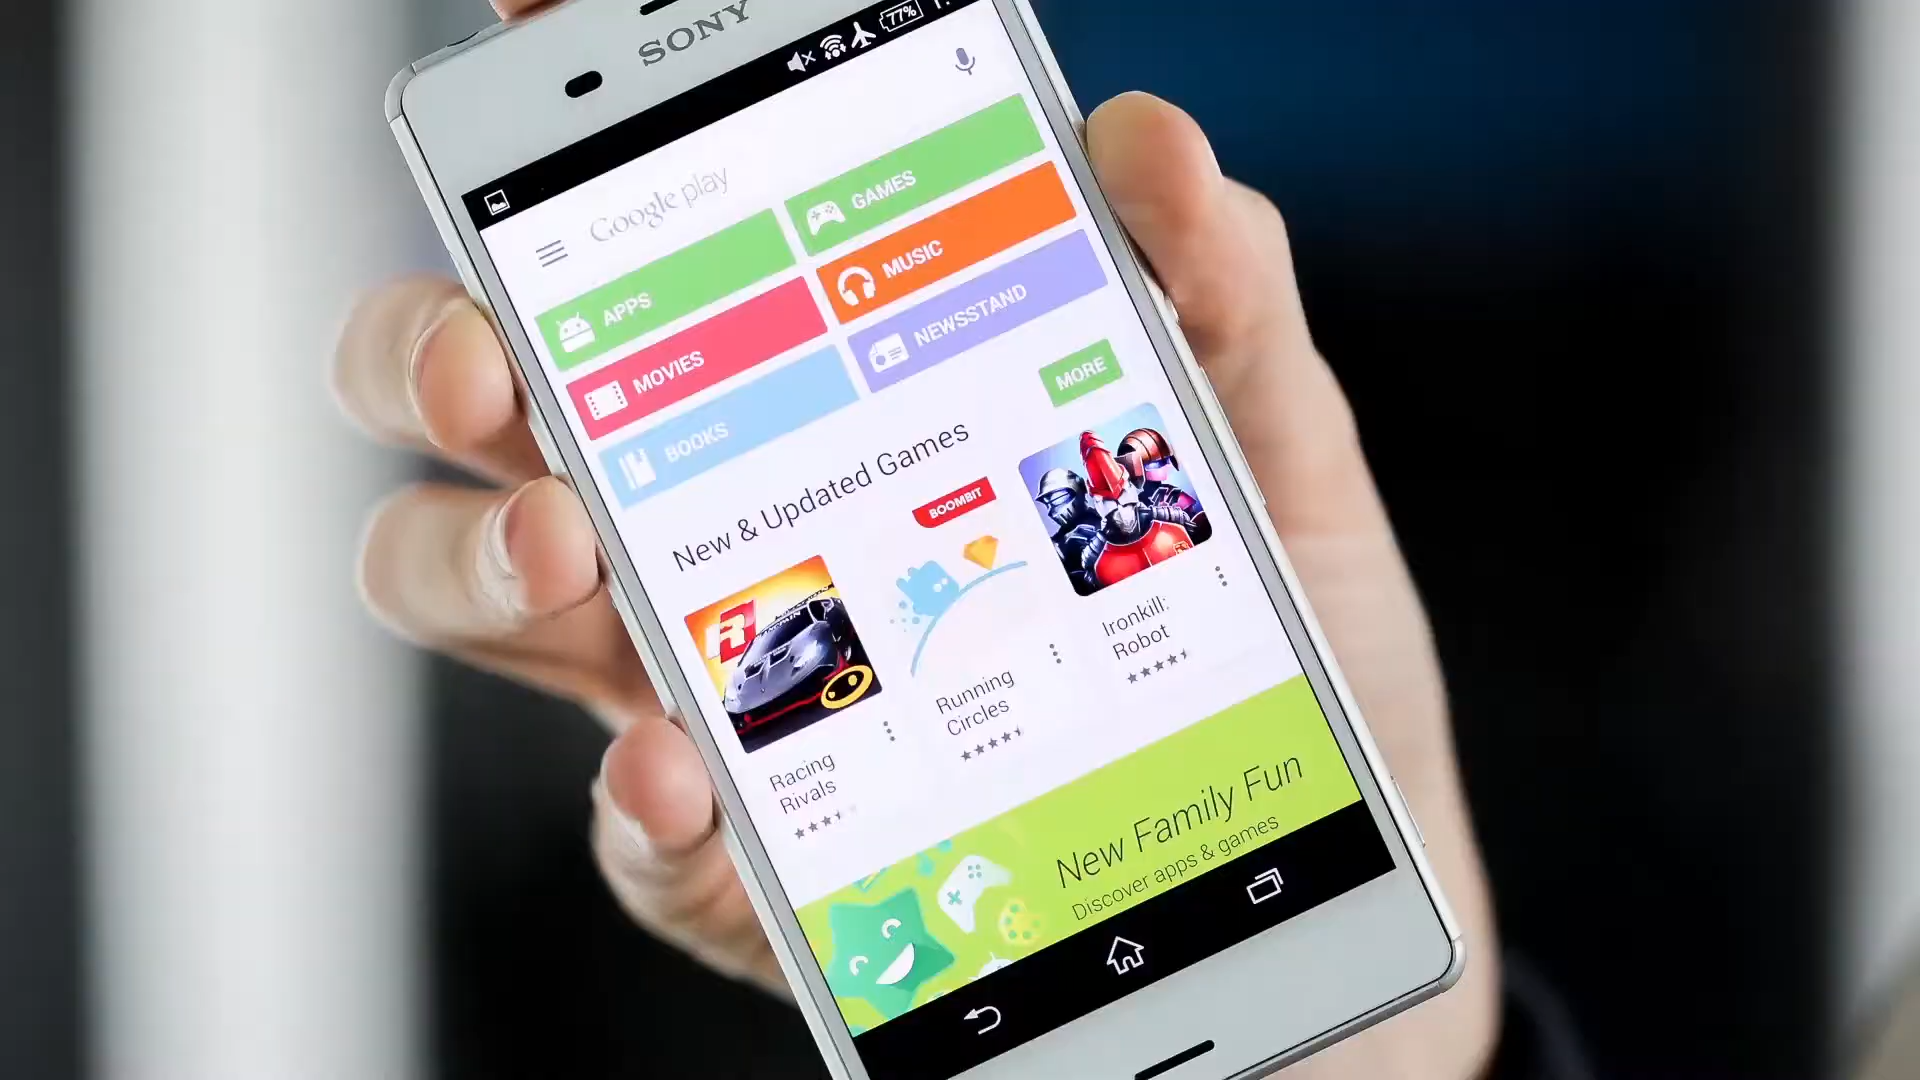 SONY
77%
Google play
APPS
GAMES
MOVIES
MUSIC
BOOKS
NEWSSTAND
New & Updated Games
MORE
BOOMBIT
R
Racing
Rivals
Running
Circles
Ironkill:
Robot
New Family Fun
Discover apps & games